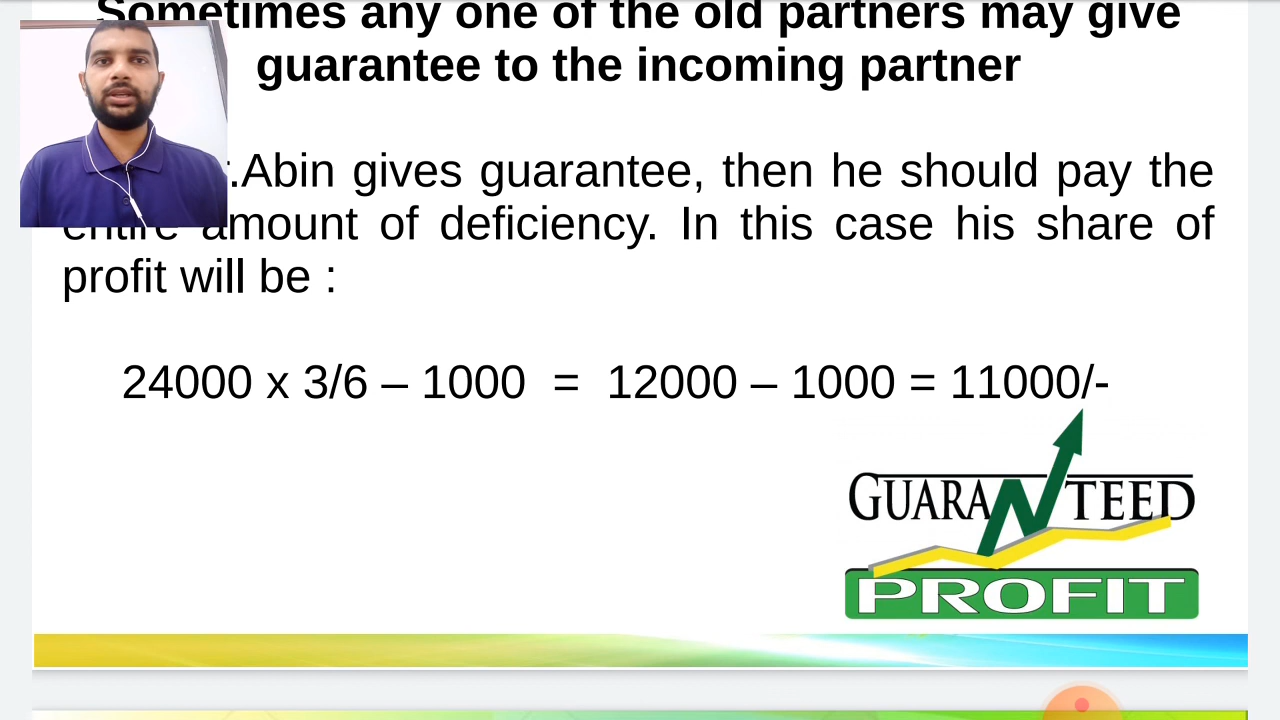 Sometimes any one of the old partners may give
guarantee to the incoming partner
:.Abin gives guarantee, then he should pay the
entire amount of deficiency. In this case his share of
profit will be :
24000 x 3/6 – 1000 = 12000 – 1000 = 11000/-
GUARANTEED
PROFIT